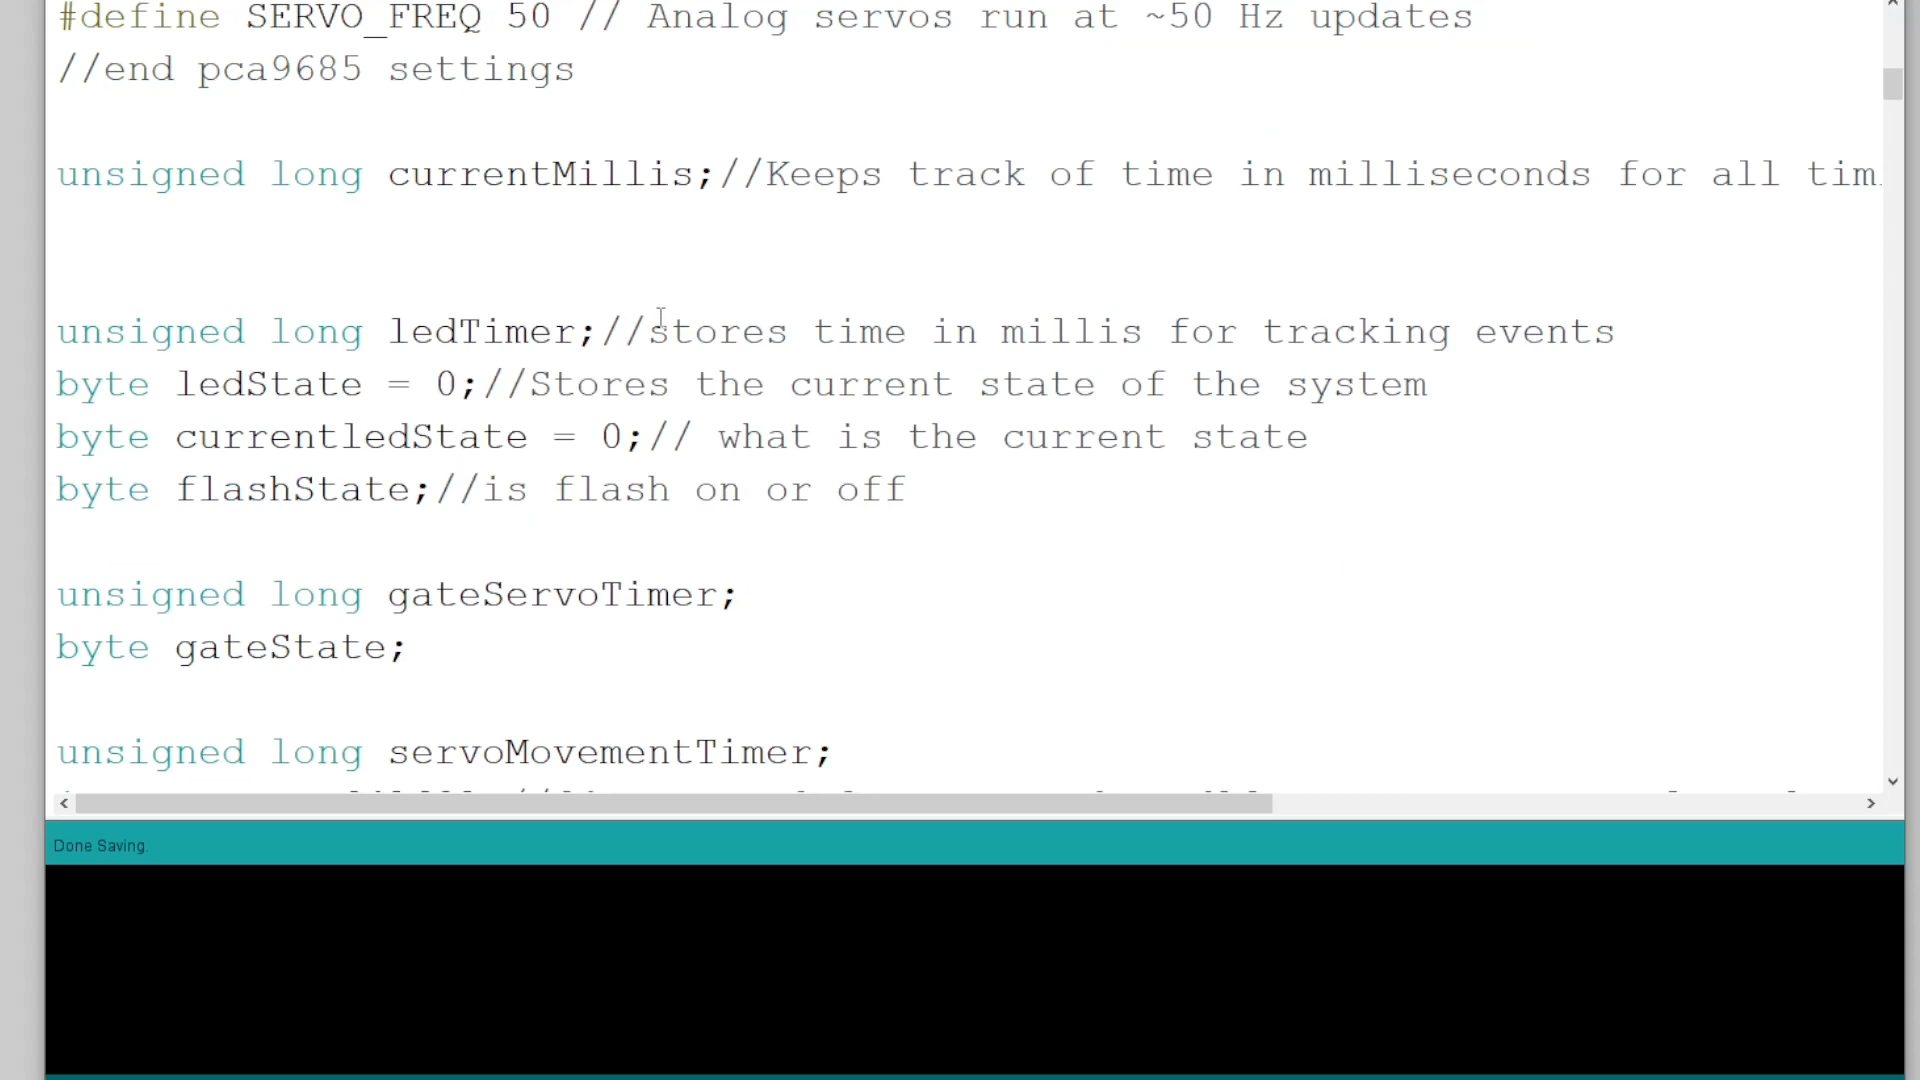 #define SERVO_FREQ 50 // Analog servos run at ~50 Hz updates
//end pca9685 settings
unsigned long currentMillis;//Keeps track of time in milliseconds for all
unsigned long ledTimer;//stores time in millis for tracking events
byte ledState = 0;//Stores the current state of the system
byte currentledState = 0;// what is the current state
byte flashState;//is flash on or off
unsigned long gateServoTimer;
byte gateState;
unsigned long servoMovementTimer;
Done Saving.